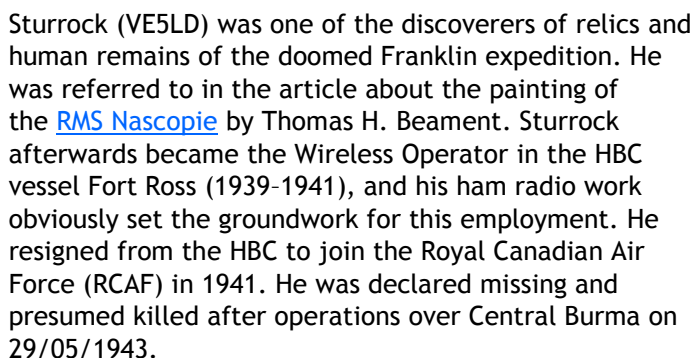 Sturrock (VE5LD) was one of the discoverers of relics and
human remains of the doomed Franklin expedition. He
was referred to in the article about the painting of
the RMS Nascopie by Thomas H. Beament. Sturrock
afterwards became the Wireless Operator in the HBC
vessel Fort Ross (1939–1941), and his ham radio work
obviously set the groundwork for this employment. He
resigned from the HBC to join the Royal Canadian Air
Force (RCAF) in 1941. He was declared missing and
presumed killed after operations over Central Burma on
29/05/1943.